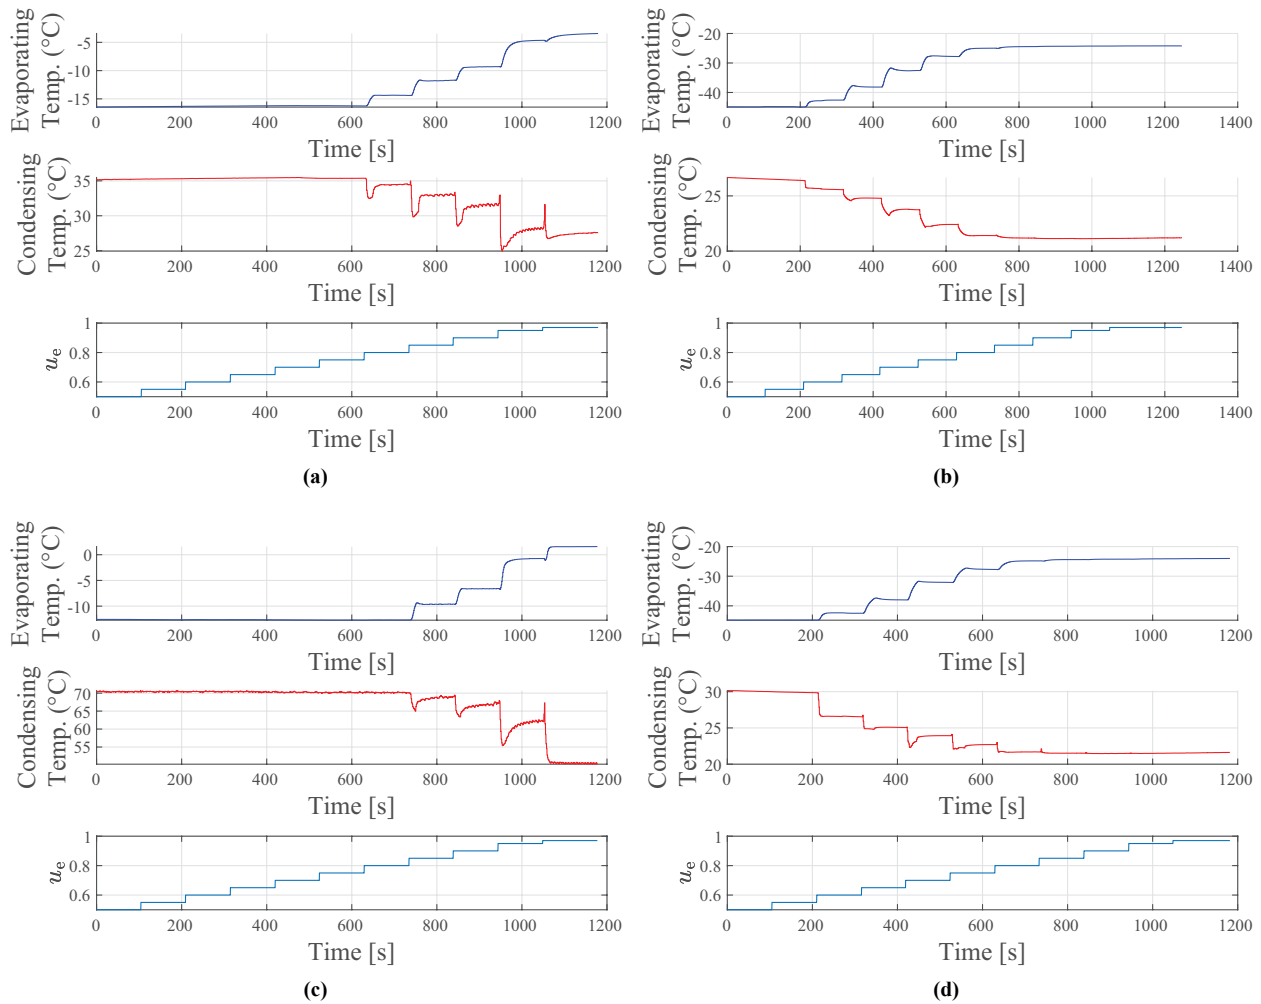 Evaporating
Temp. (°C)
-5
-10
-15
0 200 400 600 800 1000 1200
Time [s]
Condensing
Temp. (°C)
35
30
25
0 200 400 600 800 1000 1200
Time [s]
u_e
1
0.8
0.6
0 200 400 600 800 1000 1200
Time [s]
(a)
Evaporating
Temp. (°C)
-20
-30
-40
0 200 400 600 800 1000 1200 1400
Time [s]
Condensing
Temp. (°C)
25
20
0 200 400 600 800 1000 1200 1400
Time [s]
u_e
1
0.8
0.6
0 200 400 600 800 1000 1200 1400
Time [s]
(b)
Evaporating
Temp. (°C)
0
-5
-10
0 200 400 600 800 1000 1200
Time [s]
Condensing
Temp. (°C)
70
65
60
55
0 200 400 600 800 1000 1200
Time [s]
u_e
1
0.8
0.6
0 200 400 600 800 1000 1200
Time [s]
(c)
Evaporating
Temp. (°C)
-20
-30
-40
0 200 400 600 800 1000 1200
Time [s]
Condensing
Temp. (°C)
30
25
20
0 200 400 600 800 1000 1200
Time [s]
u_e
1
0.8
0.6
0 200 400 600 800 1000 1200
Time [s]
(d)